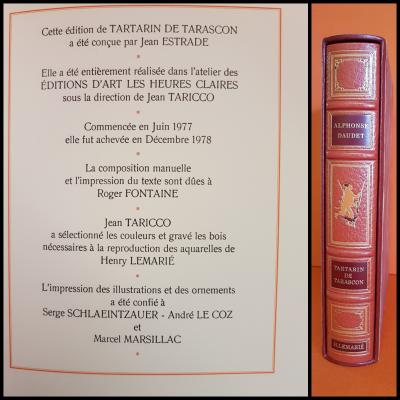 Cette édition de TARTARIN DE TARASCON
a été conçue par Jean ESTRADE
Elle a été entièrement réalisée dans l'atelier des
ÉDITIONS D'ART LES HEURES CLAIRES
sous la direction de Jean TARICCO
Commencée en Juin 1977
elle fut achevée en Décembre 1978
La composition manuelle
et l'impression du texte sont dûes à
Roger FONTAINE
Jean TARICCO
a sélectionné les couleurs et gravé les bois
nécessaires à la reproduction des aquarelles de
Henry LEMARIÉ
L'impression des illustrations et des ornements
a été confié à
Serge SCHLAEINTZAUER - André LE COZ
et
Marcel MARSILLAC
ALPHONSE
DAUDET
TARTARIN
DE
TARASCON
H.LEMARIÉ